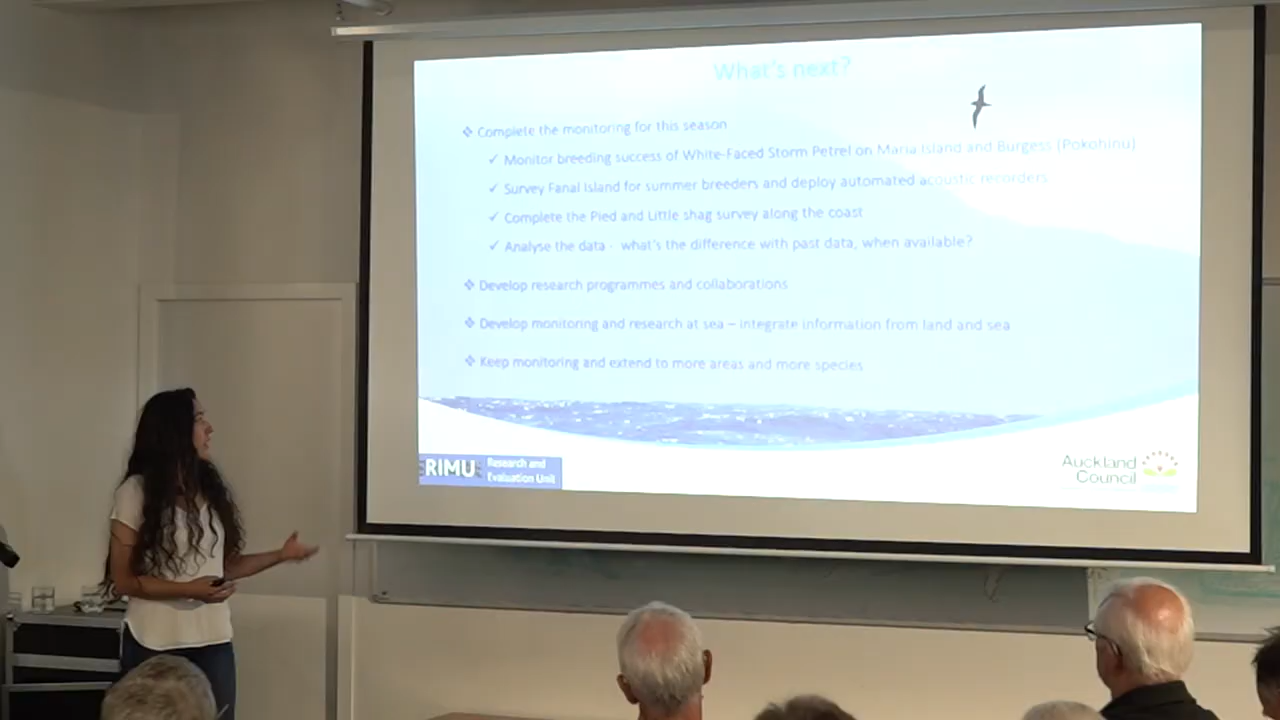 What's next?
❖ Complete the monitoring for this season
✓ Monitor breeding success of White-Faced Storm Petrel on Maria Island and Burgess (Pokohinu)
✓ Survey Fanal Island for summer breeders and deploy automated acoustic recorders
✓ Complete the Pied and Little shag survey along the coast
✓ Analyse the data - what's the difference with past data, when available?
❖ Develop research programmes and collaborations
❖ Develop monitoring and research at sea – integrate information from land and sea
❖ Keep monitoring and extend to more areas and more species
RIMU
Research and
Evaluation Unit
Auckland
Council